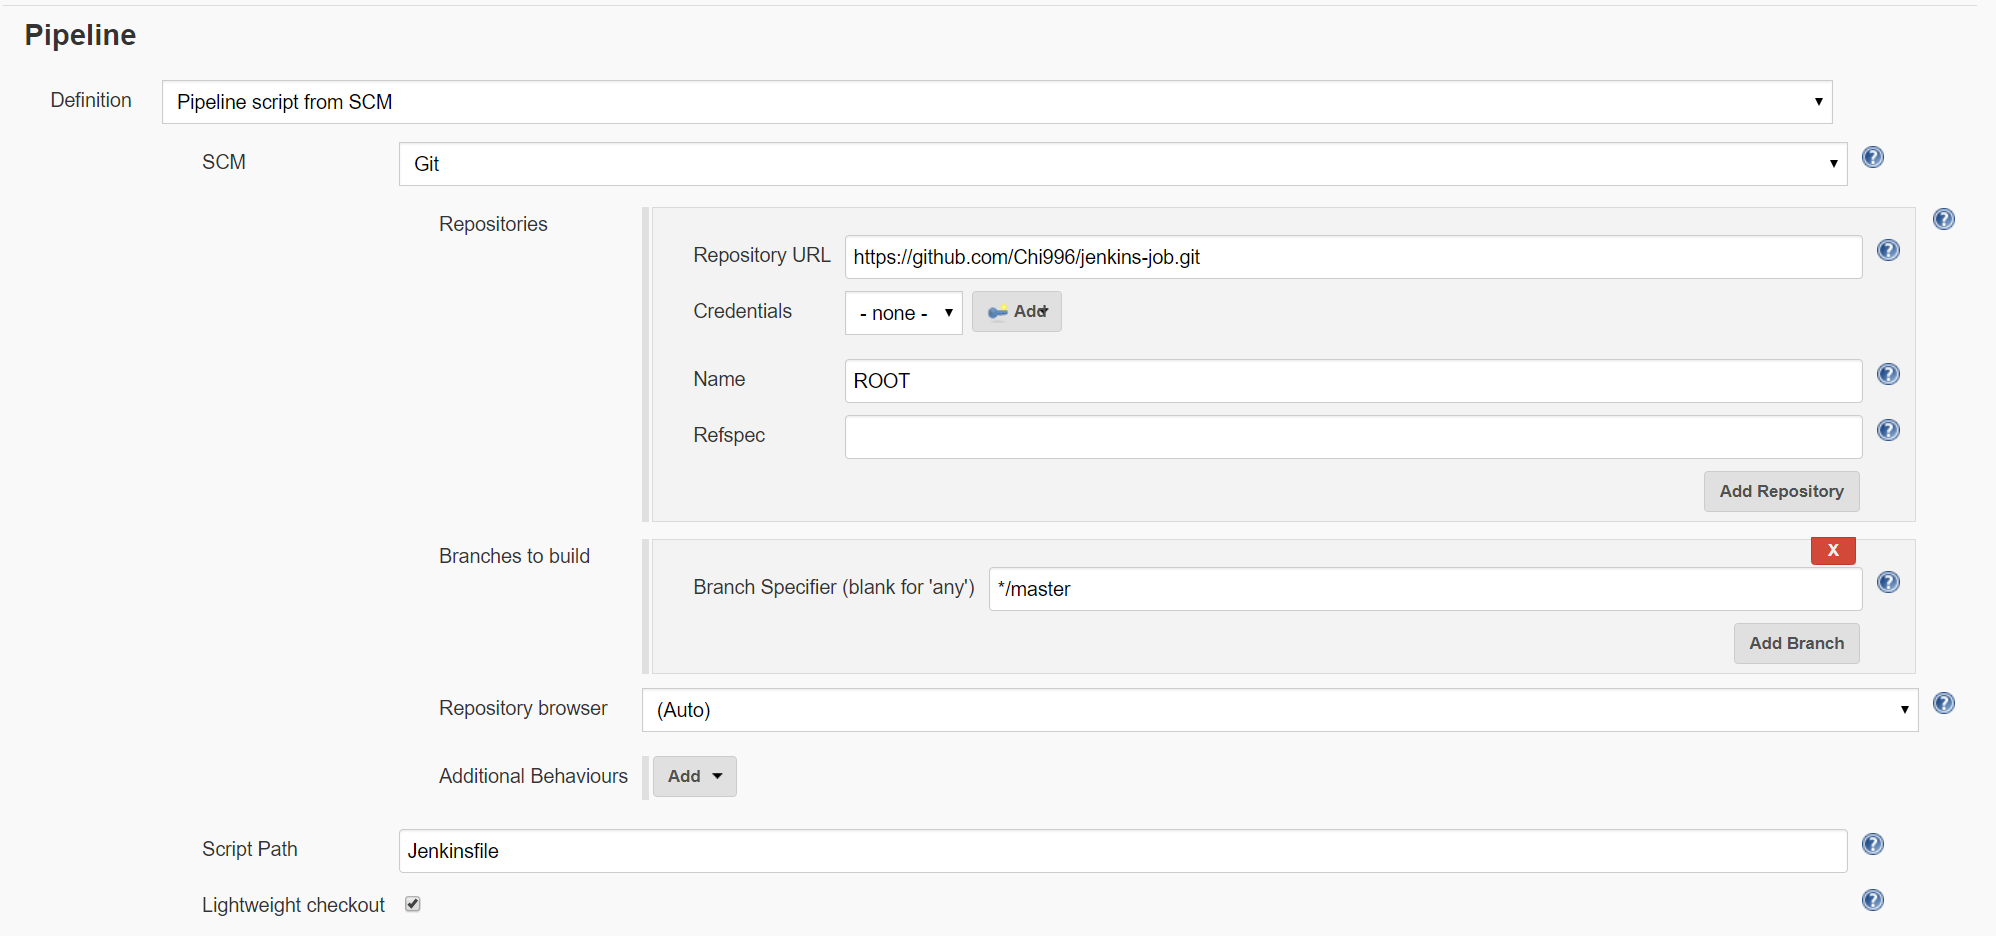 Pipeline
Definition
Pipeline script from SCM
SCM
Git
Repositories
Repository URL
https://github.com/Chi996/jenkins-job.git
Credentials
- none -
Add
Name
ROOT
Refspec
Add Repository
Branches to build
X
Branch Specifier (blank for 'any')
*/master
Add Branch
Repository browser
(Auto)
Additional Behaviours
Add
Script Path
Jenkinsfile
Lightweight checkout